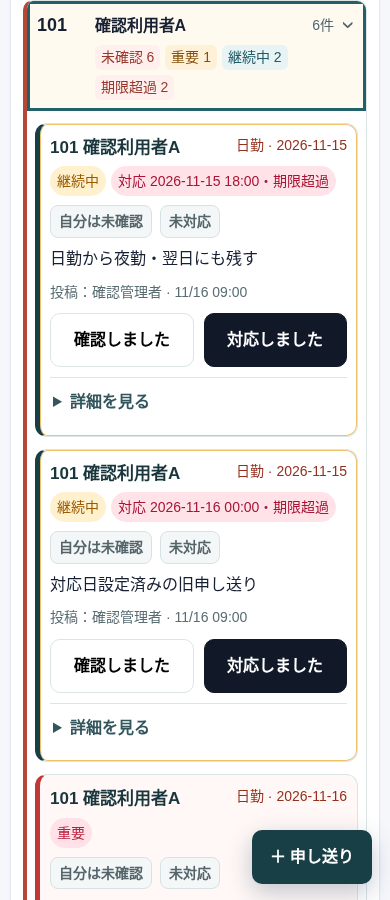 101 確認利用者A 6件
未確認 6 重要 1 継続中 2
期限超過 2
101 確認利用者A 日勤 · 2026-11-15
継続中 対応 2026-11-15 18:00・期限超過
自分は未確認 未対応
日勤から夜勤・翌日にも残す
投稿：確認管理者 · 11/16 09:00
確認しました 対応しました
▶ 詳細を見る
101 確認利用者A 日勤 · 2026-11-15
継続中 対応 2026-11-16 00:00・期限超過
自分は未確認 未対応
対応日設定済みの旧申し送り
投稿：確認管理者 · 11/16 09:00
確認しました 対応しました
▶ 詳細を見る
101 確認利用者A 日勤 · 2026-11-16
重要
＋ 申し送り
自分は未確認 未対応